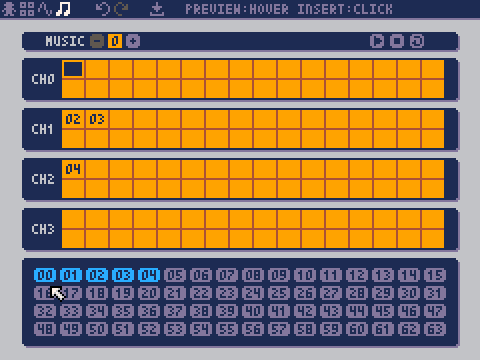 PREVIEW:HOVER INSERT:CLICK
MUSIC - 0 +
CH0
CH1 02 03
CH2 04
CH3
00 01 02 03 04 05 06 07 08 09 10 11 12 13 14 15
17 18 19 20 21 22 23 24 25 26 27 28 29 30 31
32 33 34 35 36 37 38 39 40 41 42 43 44 45 46 47
48 49 50 51 52 53 54 55 56 57 58 59 60 61 62 63